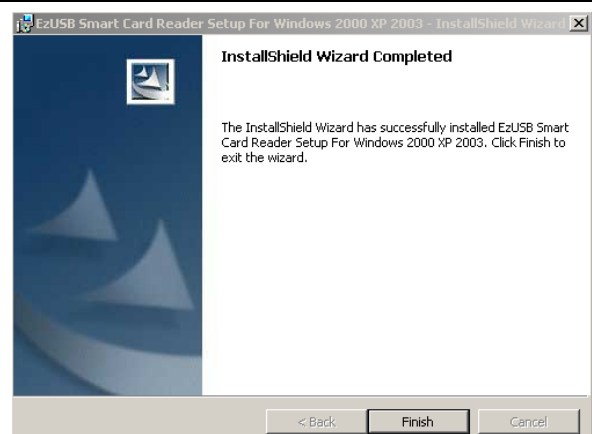 EzUSB Smart Card Reader Setup For Windows 2000 XP 2003 - InstallShield Wizard
InstallShield Wizard Completed
The InstallShield Wizard has successfully installed EzUSB Smart
Card Reader Setup For Windows 2000 XP 2003. Click Finish to
exit the wizard.
< Back
Finish
Cancel